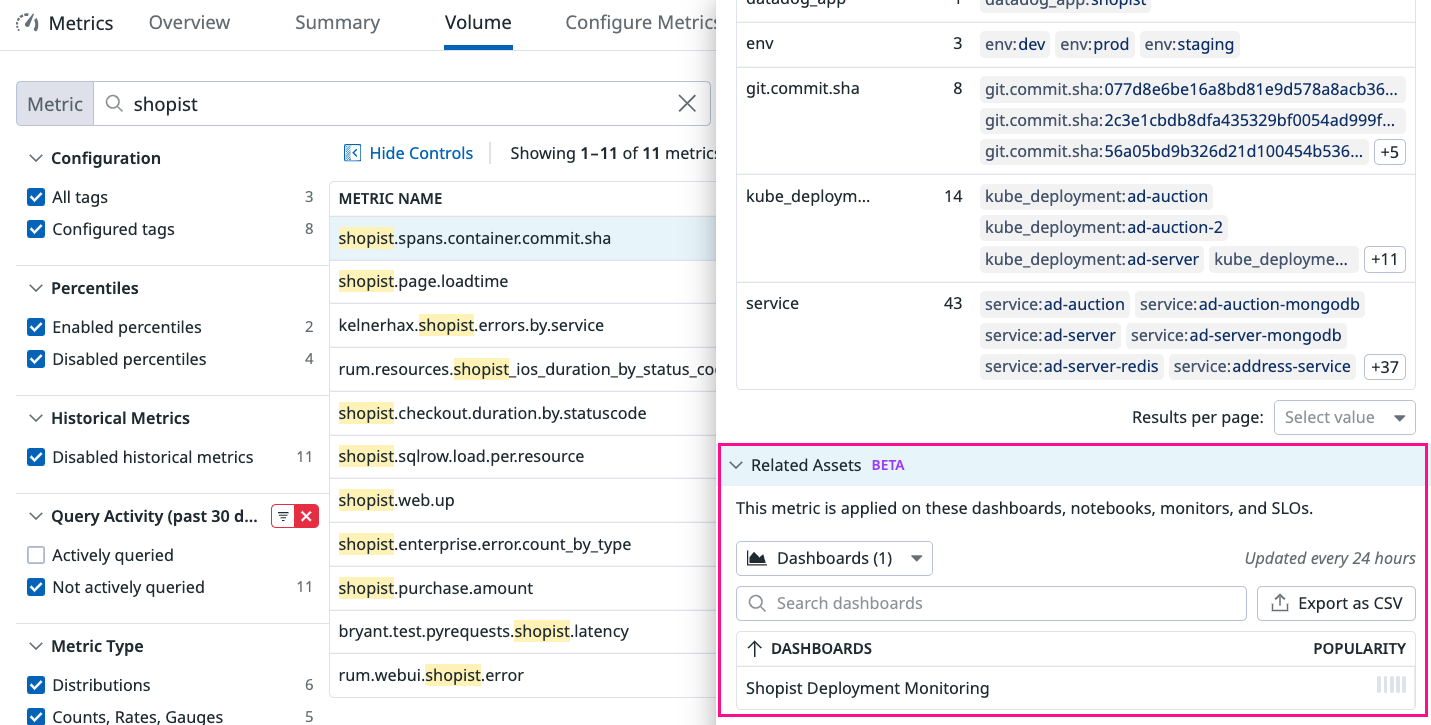 Metrics Overview Summary Volume Configure Metrics
Metric shopist
Configuration
All tags 3
Configured tags 8
Percentiles
Enabled percentiles 2
Disabled percentiles 4
Historical Metrics
Disabled historical metrics 11
Query Activity (past 30 d...
Actively queried
Not actively queried 11
Metric Type
Distributions 6
Counts, Rates, Gauges 5
Hide Controls Showing 1–11 of 11 metrics
METRIC NAME
shopist.spans.container.commit.sha
shopist.page.loadtime
kelnerhax.shopist.errors.by.service
rum.resources.shopist_ios_duration_by_status_co
shopist.checkout.duration.by.statuscode
shopist.sqlrow.load.per.resource
shopist.web.up
shopist.enterprise.error.count_by_type
shopist.purchase.amount
bryant.test.pyrequests.shopist.latency
rum.webui.shopist.error
datadog_app 1 datadog_app:shopist
env 3 env:dev env:prod env:staging
git.commit.sha 8 git.commit.sha:077d8e6be16a8bd81e9d578a8acb36...
git.commit.sha:2c3e1cbdb8dfa435329bf0054ad999f...
git.commit.sha:56a05bd9b326d21d100454b536... +5
kube_deploym... 14 kube_deployment:ad-auction
kube_deployment:ad-auction-2
kube_deployment:ad-server kube_deployme... +11
service 43 service:ad-auction service:ad-auction-mongodb
service:ad-server service:ad-server-mongodb
service:ad-server-redis service:address-service +37
Results per page: Select value
Related Assets BETA
This metric is applied on these dashboards, notebooks, monitors, and SLOs.
Dashboards (1) Updated every 24 hours
Search dashboards Export as CSV
DASHBOARDS POPULARITY
Shopist Deployment Monitoring